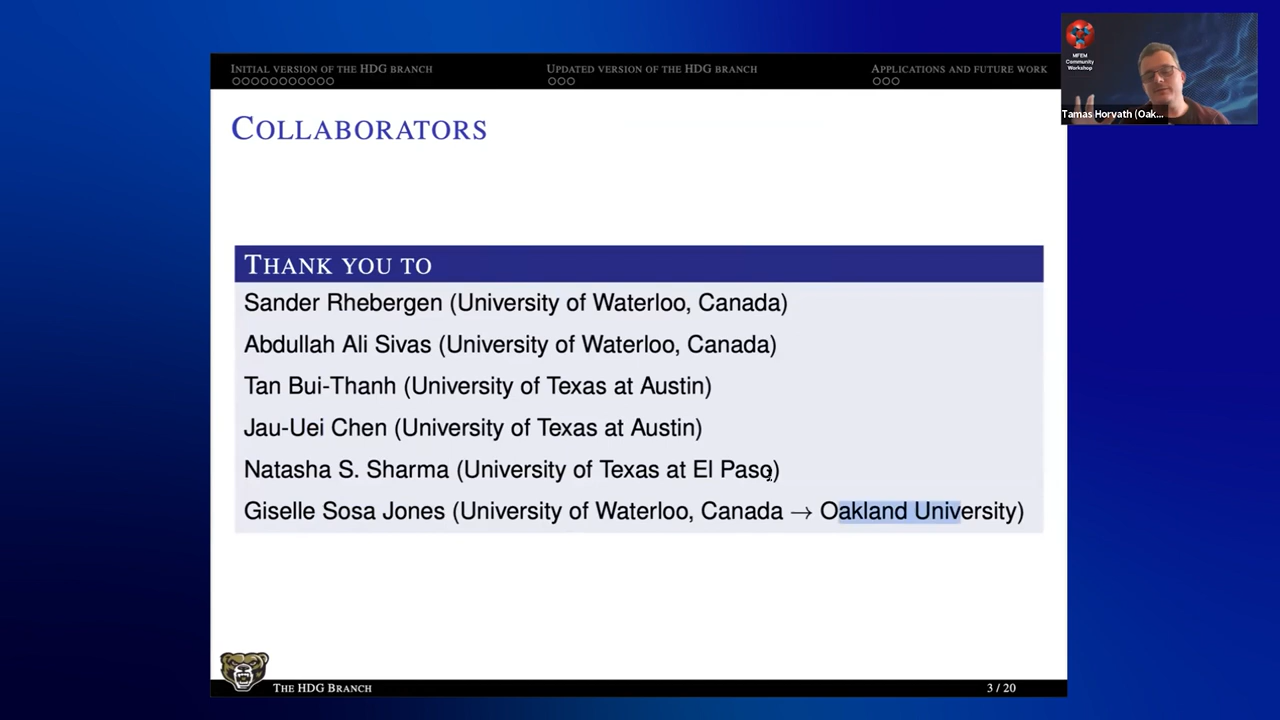 INITIAL VERSION OF THE HDG BRANCH
UPDATED VERSION OF THE HDG BRANCH
APPLICATIONS AND FUTURE WORK
MFEM
Community
Workshop
Tamas Horvath (Oak...
COLLABORATORS
THANK YOU TO
Sander Rhebergen (University of Waterloo, Canada)
Abdullah Ali Sivas (University of Waterloo, Canada)
Tan Bui-Thanh (University of Texas at Austin)
Jau-Uei Chen (University of Texas at Austin)
Natasha S. Sharma (University of Texas at El Paso)
Giselle Sosa Jones (University of Waterloo, Canada → Oakland University)
THE HDG BRANCH
3 / 20